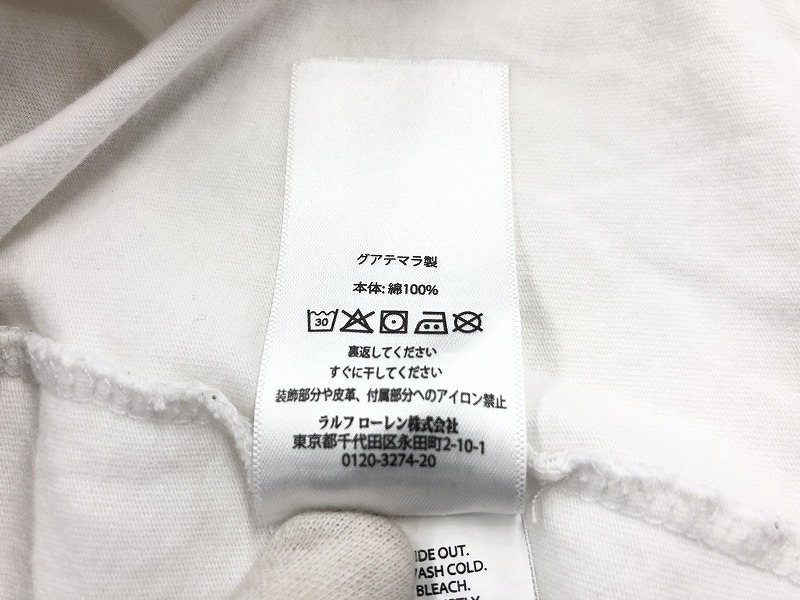 グアテマラ製
本体: 綿100%
30
裏返してください
すぐに干してください
装飾部分や皮革、付属部分へのアイロン禁止
ラルフ ローレン株式会社
東京都千代田区永田町2-10-1
0120-3274-20
OUT.
COLD.
BLEACH.